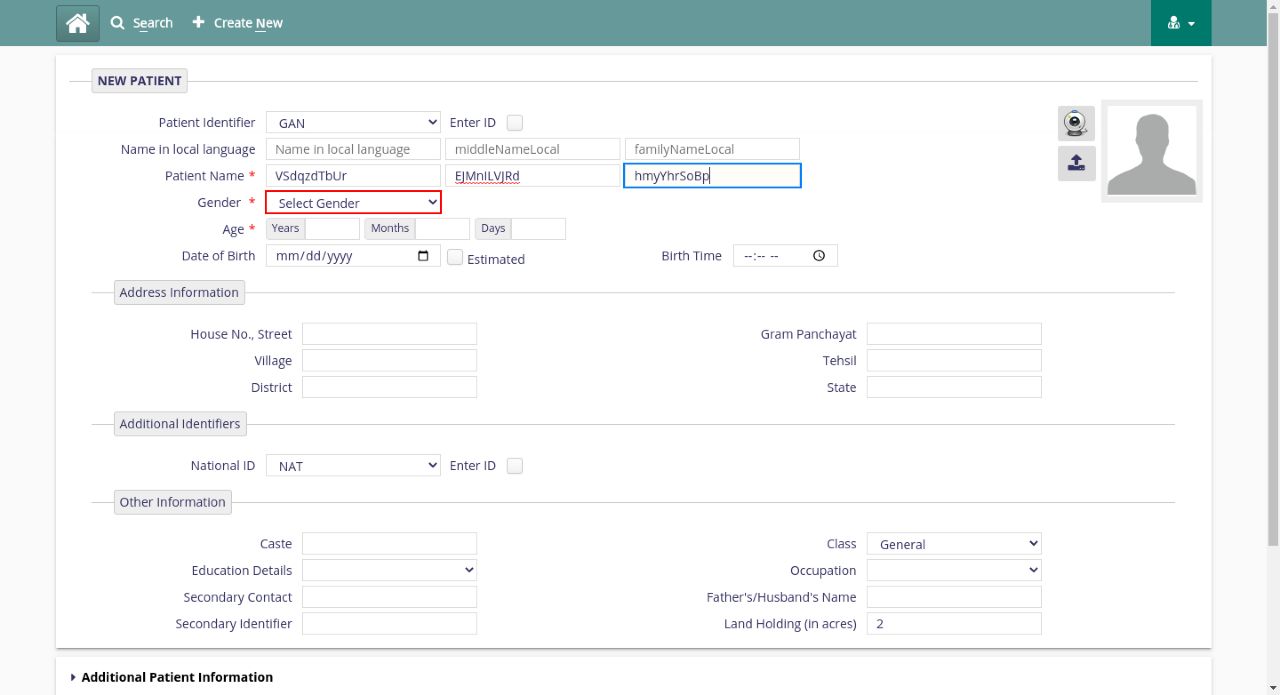 Search
Create New
NEW PATIENT
Patient Identifier GAN Enter ID
Name in local language Name in local language middleNameLocal familyNameLocal
Patient Name * VSdqzdTbUr EJMnILVJRd hmyYhrSoBp
Gender * Select Gender
Age * Years Months Days
Date of Birth mm/dd/yyyy Estimated Birth Time --:-- --
Address Information
House No., Street Gram Panchayat
Village Tehsil
District State
Additional Identifiers
National ID NAT Enter ID
Other Information
Caste Class General
Education Details Occupation
Secondary Contact Father's/Husband's Name
Secondary Identifier Land Holding (in acres) 2
Additional Patient Information